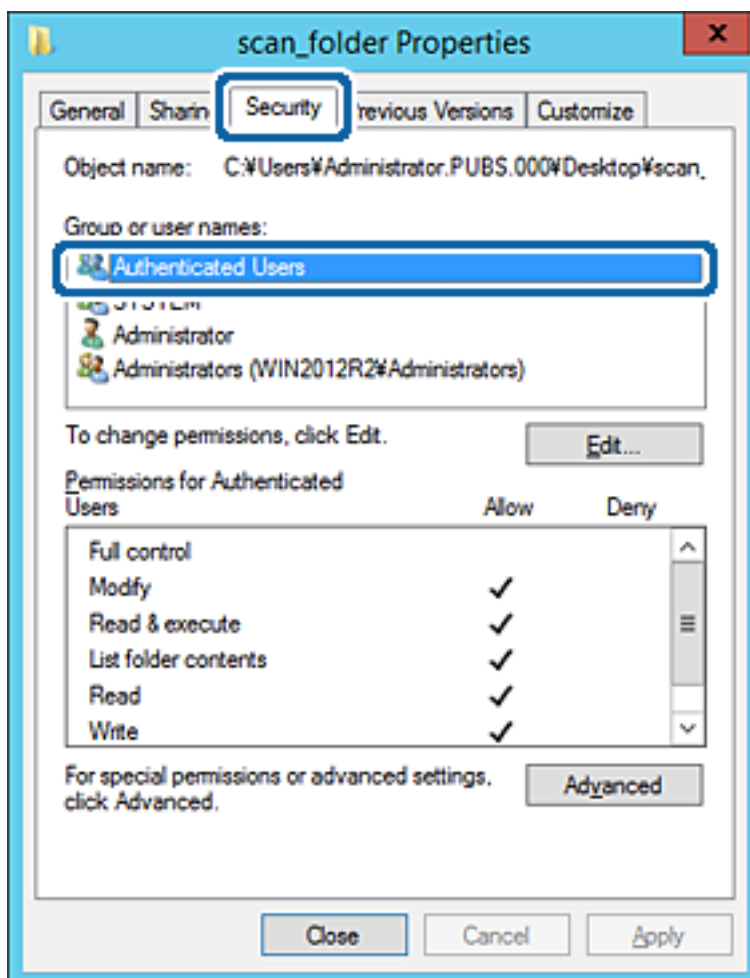 scan_folder Properties
x
General Sharin Security revious Versions Customize
Object name: C:¥Users¥Administrator.PUBS.000¥Desktop¥scan_
Group or user names:
Authenticated Users
SYSTEM
Administrator
Administrators (WIN2012R2¥Administrators)
To change permissions, click Edit.
Edit...
Permissions for Authenticated
Users
Allow Deny
Full control
Modify
Read & execute
List folder contents
Read
Write
For special permissions or advanced settings,
click Advanced.
Advanced
Close Cancel Apply